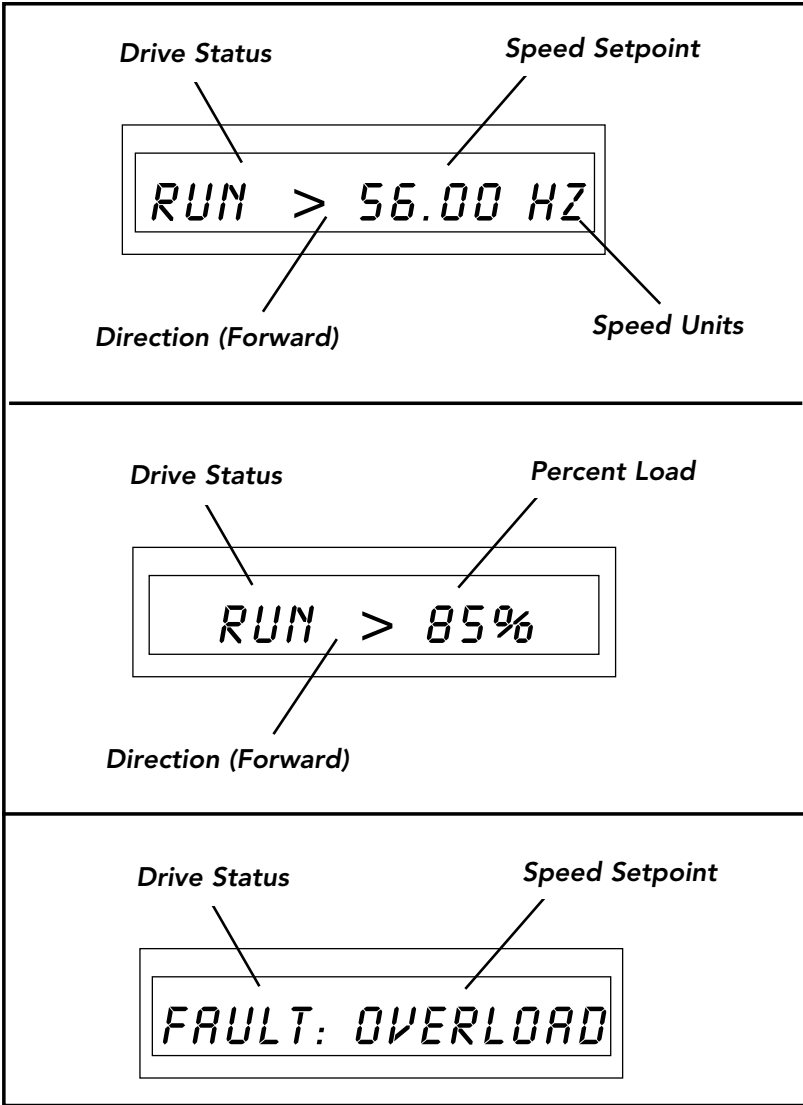 Drive Status
Speed Setpoint
RUN > 56.00 HZ
Direction (Forward)
Speed Units
Drive Status
Percent Load
RUN > 85%
Direction (Forward)
Drive Status
Speed Setpoint
FAULT: OVERLOAD